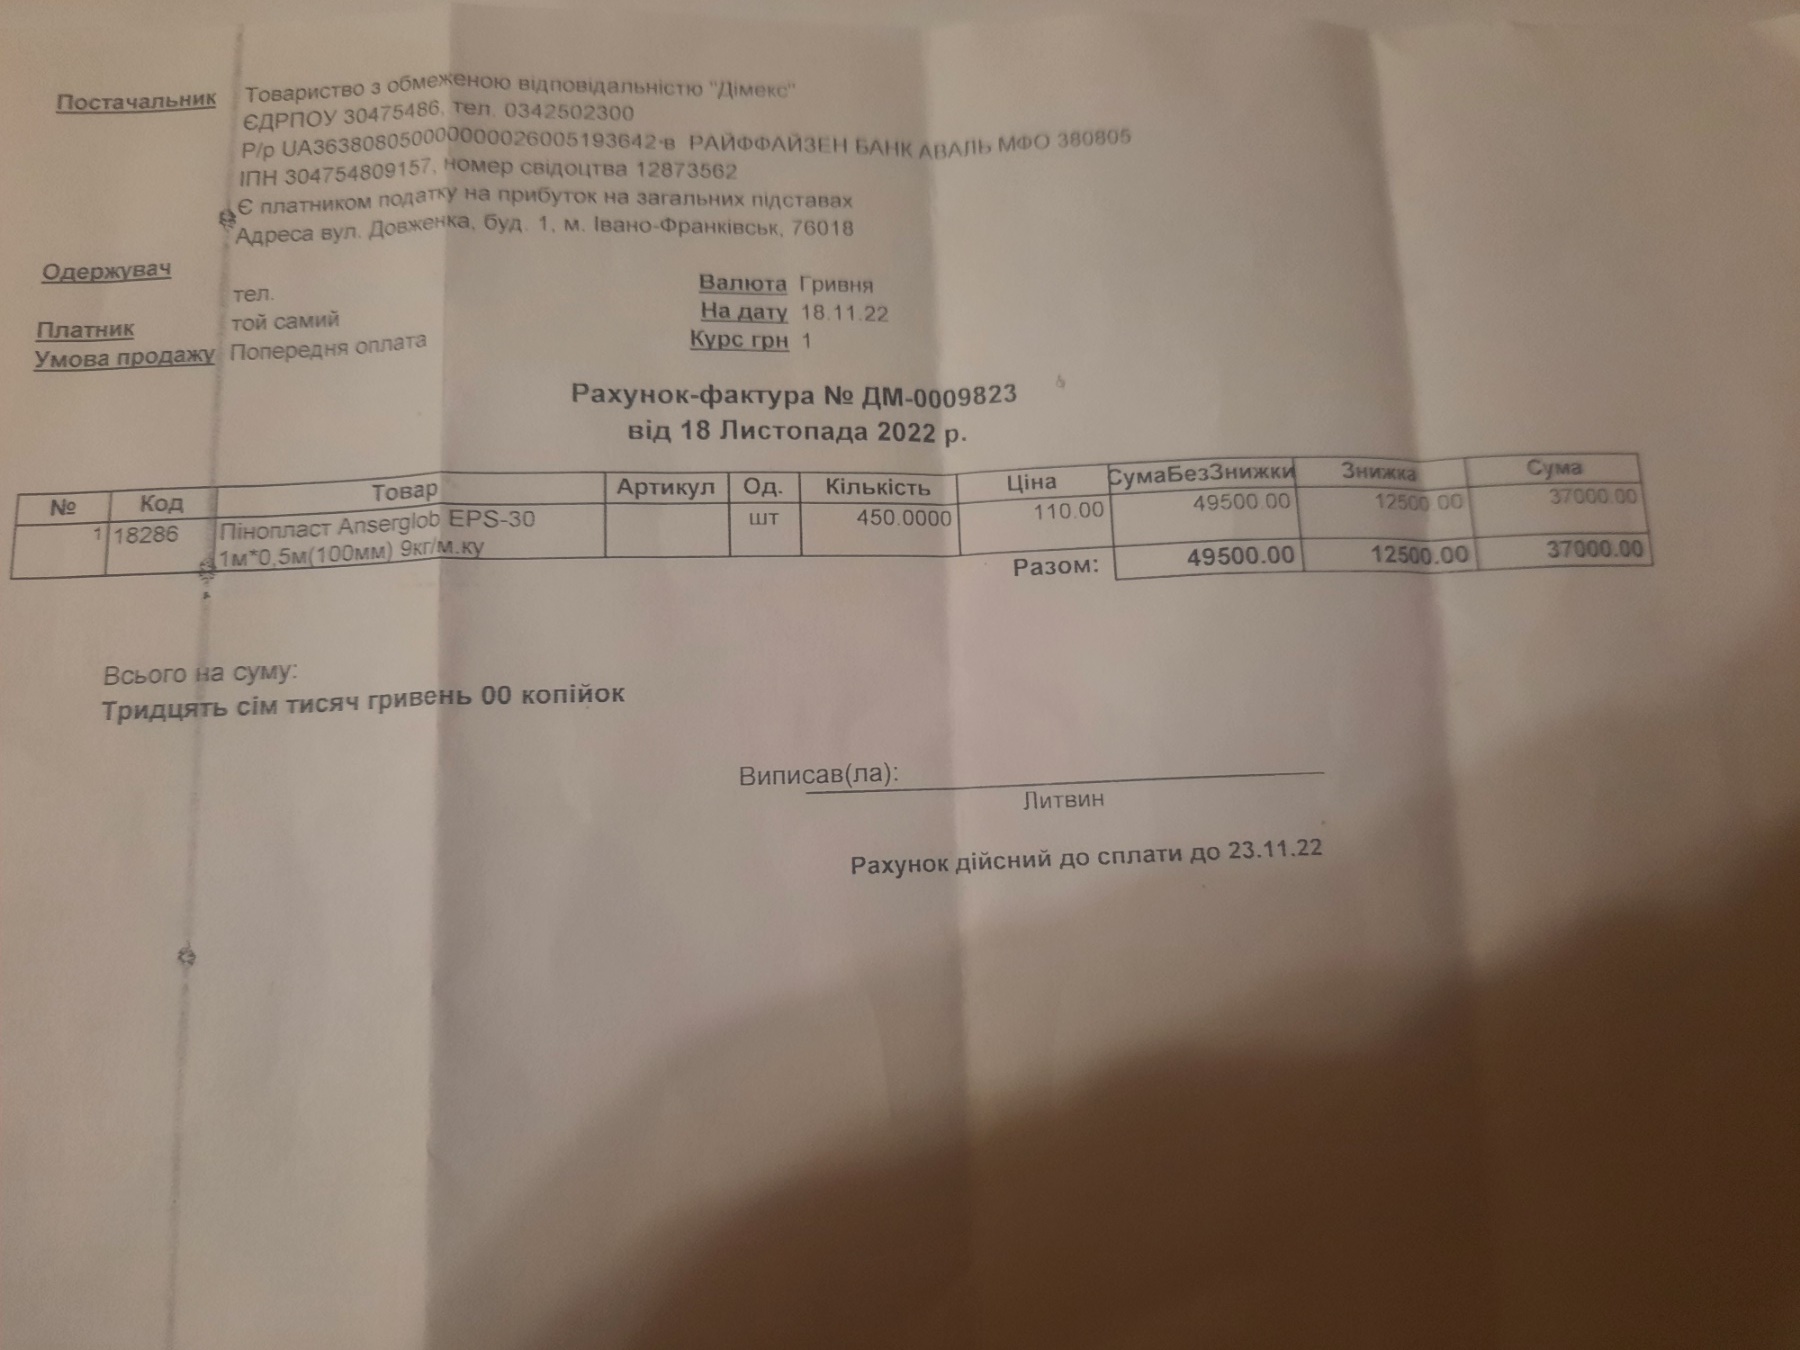 Постачальник Товариство з обмеженою відповідальністю "Дімекс"
ЄДРПОУ 30475486, тел. 0342502300
Р/р UA363808050000000026005193642 в РАЙФФАЙЗЕН БАНК АВАЛЬ МФО 380805
ІПН 304754809157, номер свідоцтва 12873562
Є платником податку на прибуток на загальних підставах
Адреса вул. Довженка, буд. 1, м. Івано-Франківськ, 76018
Одержувач
тел.
Платник той самий
Умова продажу Попередня оплата
Валюта Гривня
На дату 18.11.22
Курс грн 1
Рахунок-фактура № ДМ-0009823
від 18 Листопада 2022 р.
№ Код Товар Артикул Од. Кількість Ціна СумаБезЗнижки Знижка Сума
1 18286 Пінопласт Anserglob EPS-30 шт 450.0000 110.00 49500.00 12500.00 37000.00
1м*0,5м(100мм) 9кг/м.ку
Разом: 49500.00 12500.00 37000.00
Всього на суму:
Тридцять сім тисяч гривень 00 копійок
Виписав(ла):
Литвин
Рахунок дійсний до сплати до 23.11.22